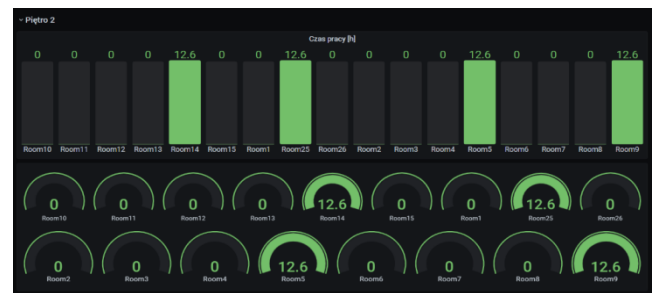 Piętro 2
Czas pracy [h]
0 0 0 0 12.6 0 0 12.6 0 0 0 0 12.6 0 0 0 12.6
Room10 Room11 Room12 Room13 Room14 Room15 Room1 Room25 Room26 Room2 Room3 Room4 Room5 Room6 Room7 Room8 Room9
0 0 0 0 12.6 0 0 12.6 0
Room10 Room11 Room12 Room13 Room14 Room15 Room1 Room25 Room26
0 0 0 12.6 0 0 0 12.6
Room2 Room3 Room4 Room5 Room6 Room7 Room8 Room9